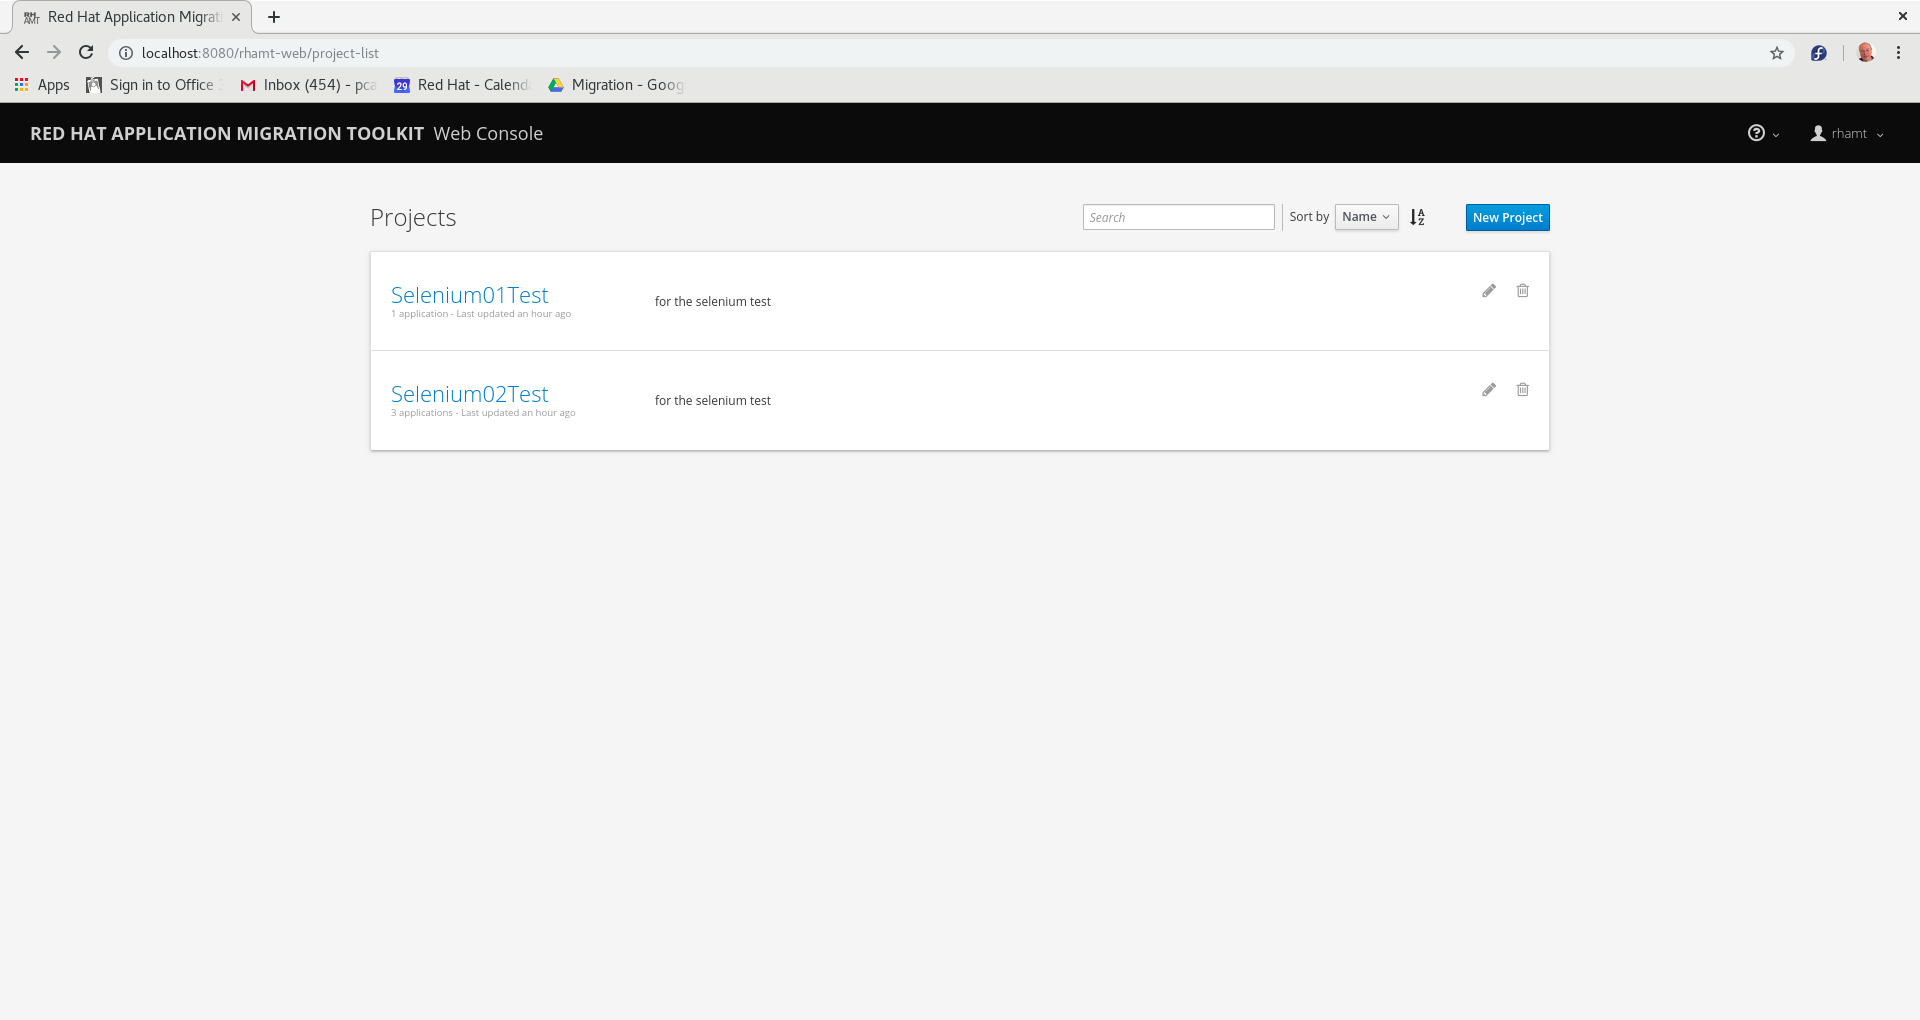 Red Hat Application Migrati
localhost:8080/rhamt-web/project-list
Apps
Sign in to Office
Inbox (454) - pca
Red Hat - Calend
Migration - Goog
RED HAT APPLICATION MIGRATION TOOLKIT Web Console
rhamt
Projects
Search
Sort by
Name
New Project
Selenium01Test
for the selenium test
1 application - Last updated an hour ago
Selenium02Test
for the selenium test
3 applications - Last updated an hour ago